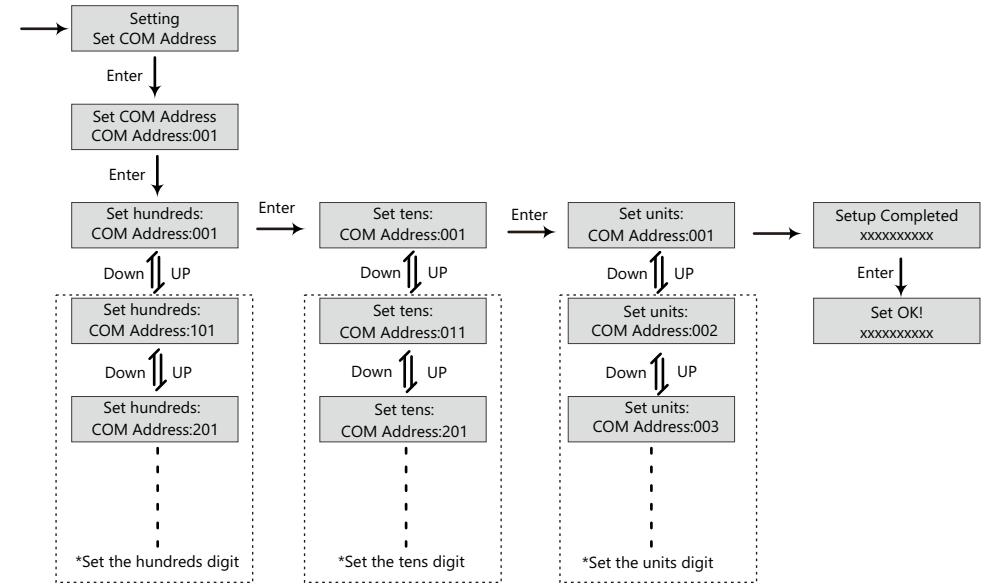 Setting
Set COM Address
Enter
Set COM Address
COM Address:001
Enter
Set hundreds:
COM Address:001
Enter
Set tens:
COM Address:001
Enter
Set units:
COM Address:001
Setup Completed
xxxxxxxxxx
Down UP
Down UP
Down UP
Enter
Set hundreds:
COM Address:101
Set tens:
COM Address:011
Set units:
COM Address:002
Set OK!
xxxxxxxxxx
Down UP
Down UP
Down UP
Set hundreds:
COM Address:201
Set tens:
COM Address:201
Set units:
COM Address:003
*Set the hundreds digit
*Set the tens digit
*Set the units digit